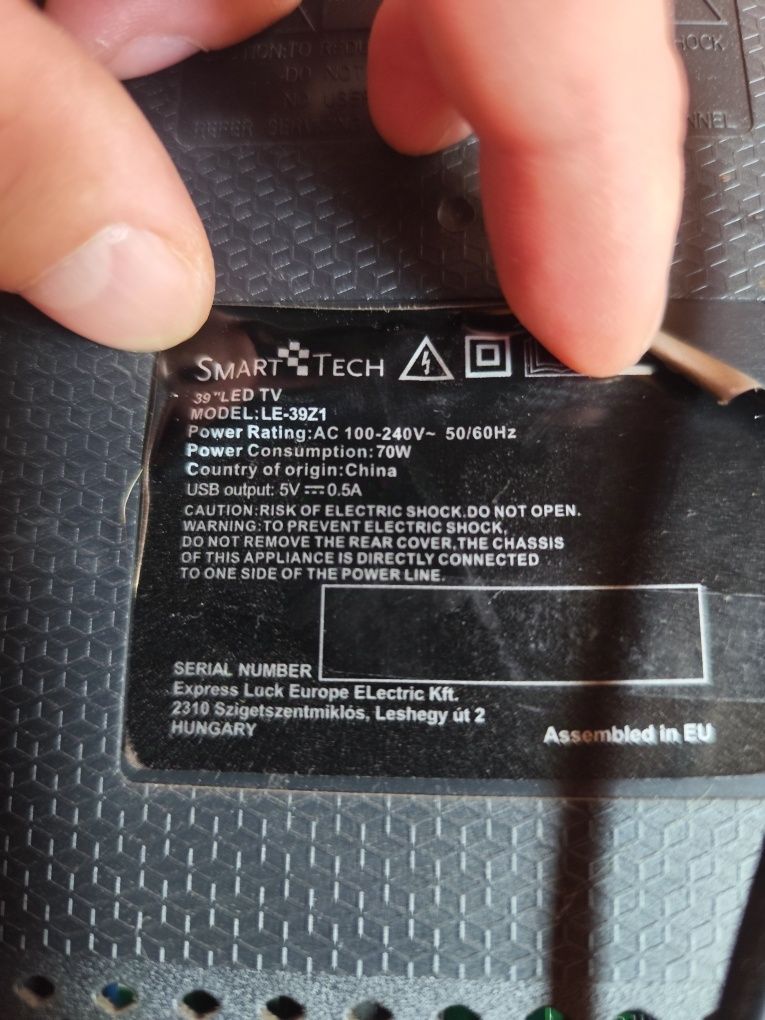 DO NOT
SMART TECH
39"LED TV
MODEL:LE-39Z1
Power Rating:AC 100-240V~ 50/60Hz
Power Consumption:70W
Country of origin:China
USB output: 5V⎓0.5A
CAUTION:RISK OF ELECTRIC SHOCK.DO NOT OPEN.
WARNING:TO PREVENT ELECTRIC SHOCK,
DO NOT REMOVE THE REAR COVER.THE CHASSIS
OF THIS APPLIANCE IS DIRECTLY CONNECTED
TO ONE SIDE OF THE POWER LINE.
SERIAL NUMBER
Express Luck Europe ELectric Kft.
2310 Szigetszentmiklós, Leshegy út 2
HUNGARY
Assembled in EU